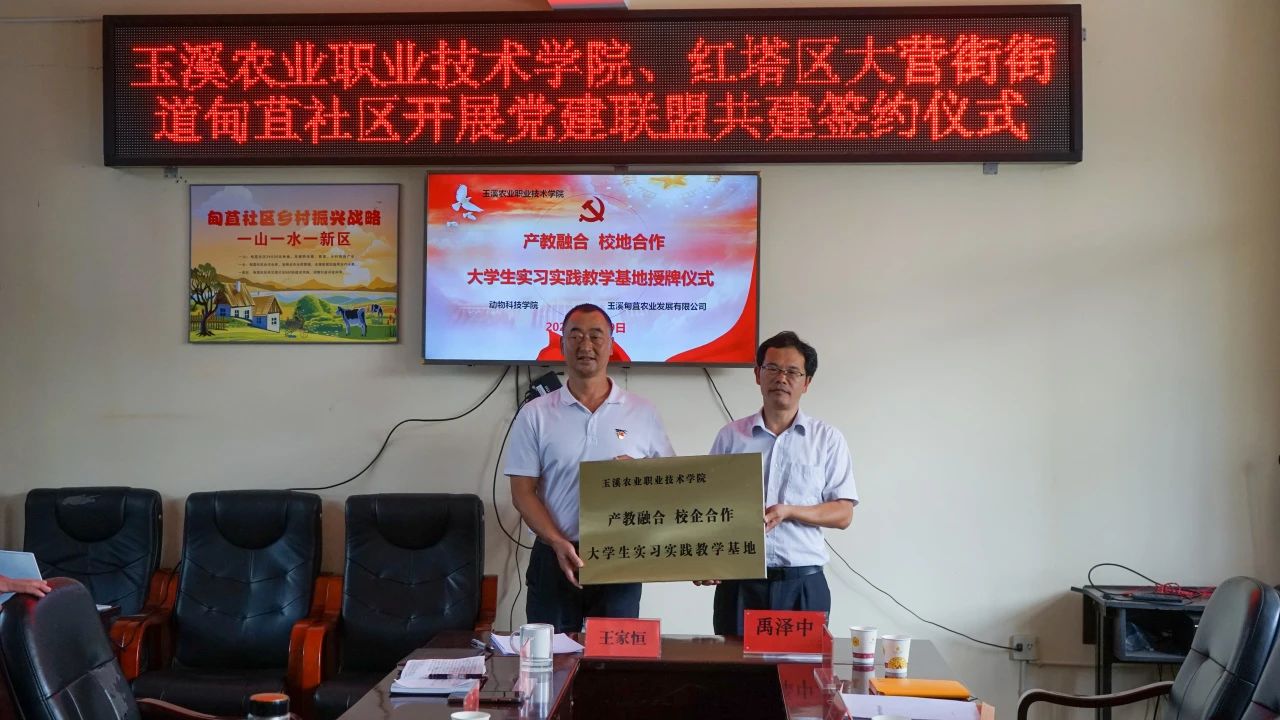 玉溪农业职业技术学院、红塔区大营街街
道甸苴社区开展党建联盟共建签约仪式
甸苴社区乡村振兴战略
一山一水一新区
玉溪农业职业技术学院
产教融合 校地合作
大学生实习实践教学基地授牌仪式
动物科技学院 玉溪甸蓝农业发展有限公司
玉溪农业职业技术学院
产教融合 校企合作
大学生实习实践教学基地
王家恒
禹泽中